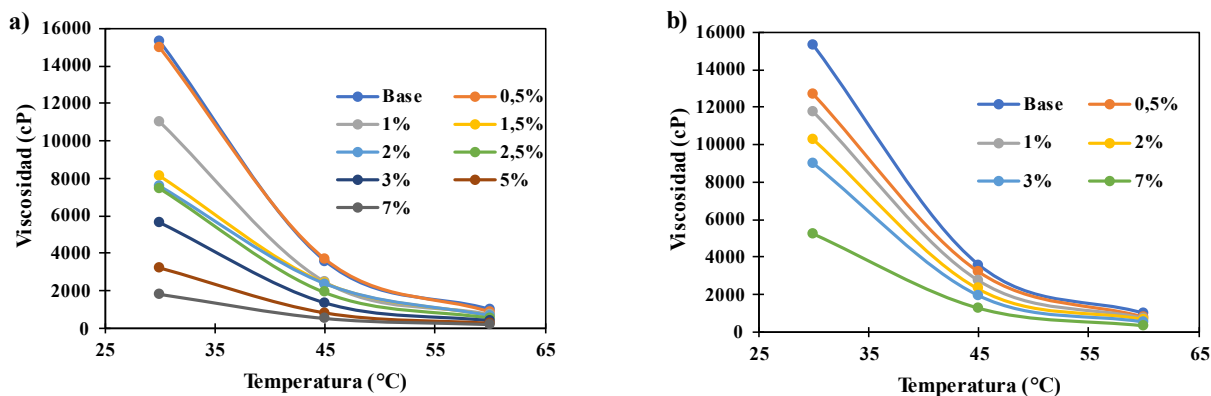 a)
16000
14000
12000
10000
8000
6000
4000
2000
0
Viscosidad (cP)
Base 0,5%
1% 1,5%
2% 2,5%
3% 5%
7%
25 35 45 55 65
Temperatura (°C)
b)
16000
14000
12000
10000
8000
6000
4000
2000
0
Viscosidad (cP)
Base 0,5%
1% 2%
3% 7%
25 35 45 55 65
Temperatura (°C)